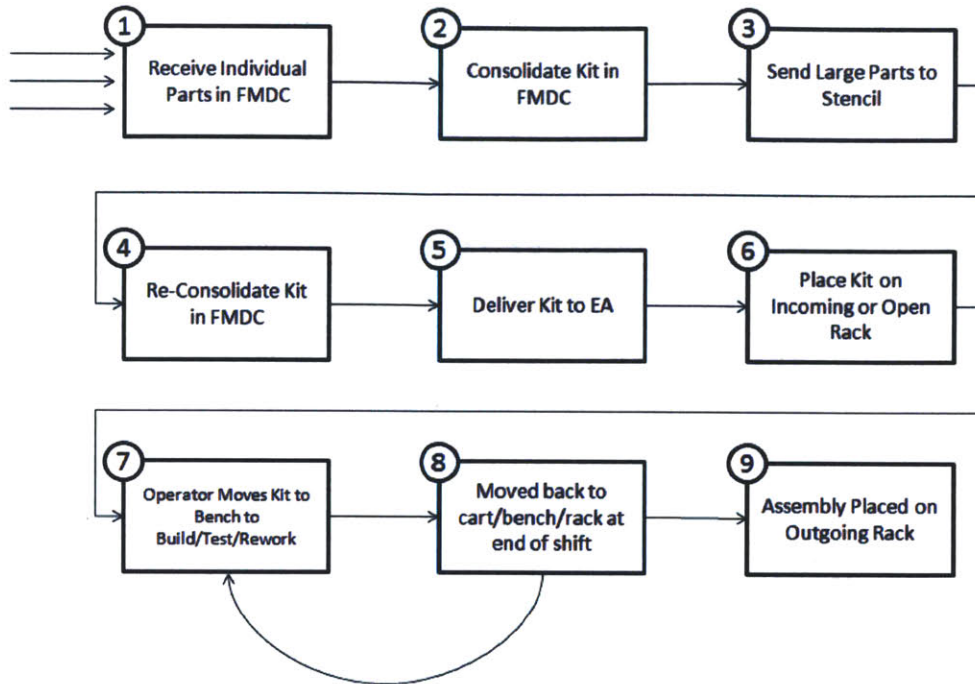 1
Receive Individual
Parts in FMDC
2
Consolidate Kit in
FMDC
3
Send Large Parts to
Stencil
4
Re-Consolidate Kit
in FMDC
5
Deliver Kit to EA
6
Place Kit on
Incoming or Open
Rack
7
Operator Moves Kit to
Bench to
Build/Test/Rework
8
Moved back to
cart/bench/rack at
end of shift
9
Assembly Placed on
Outgoing Rack